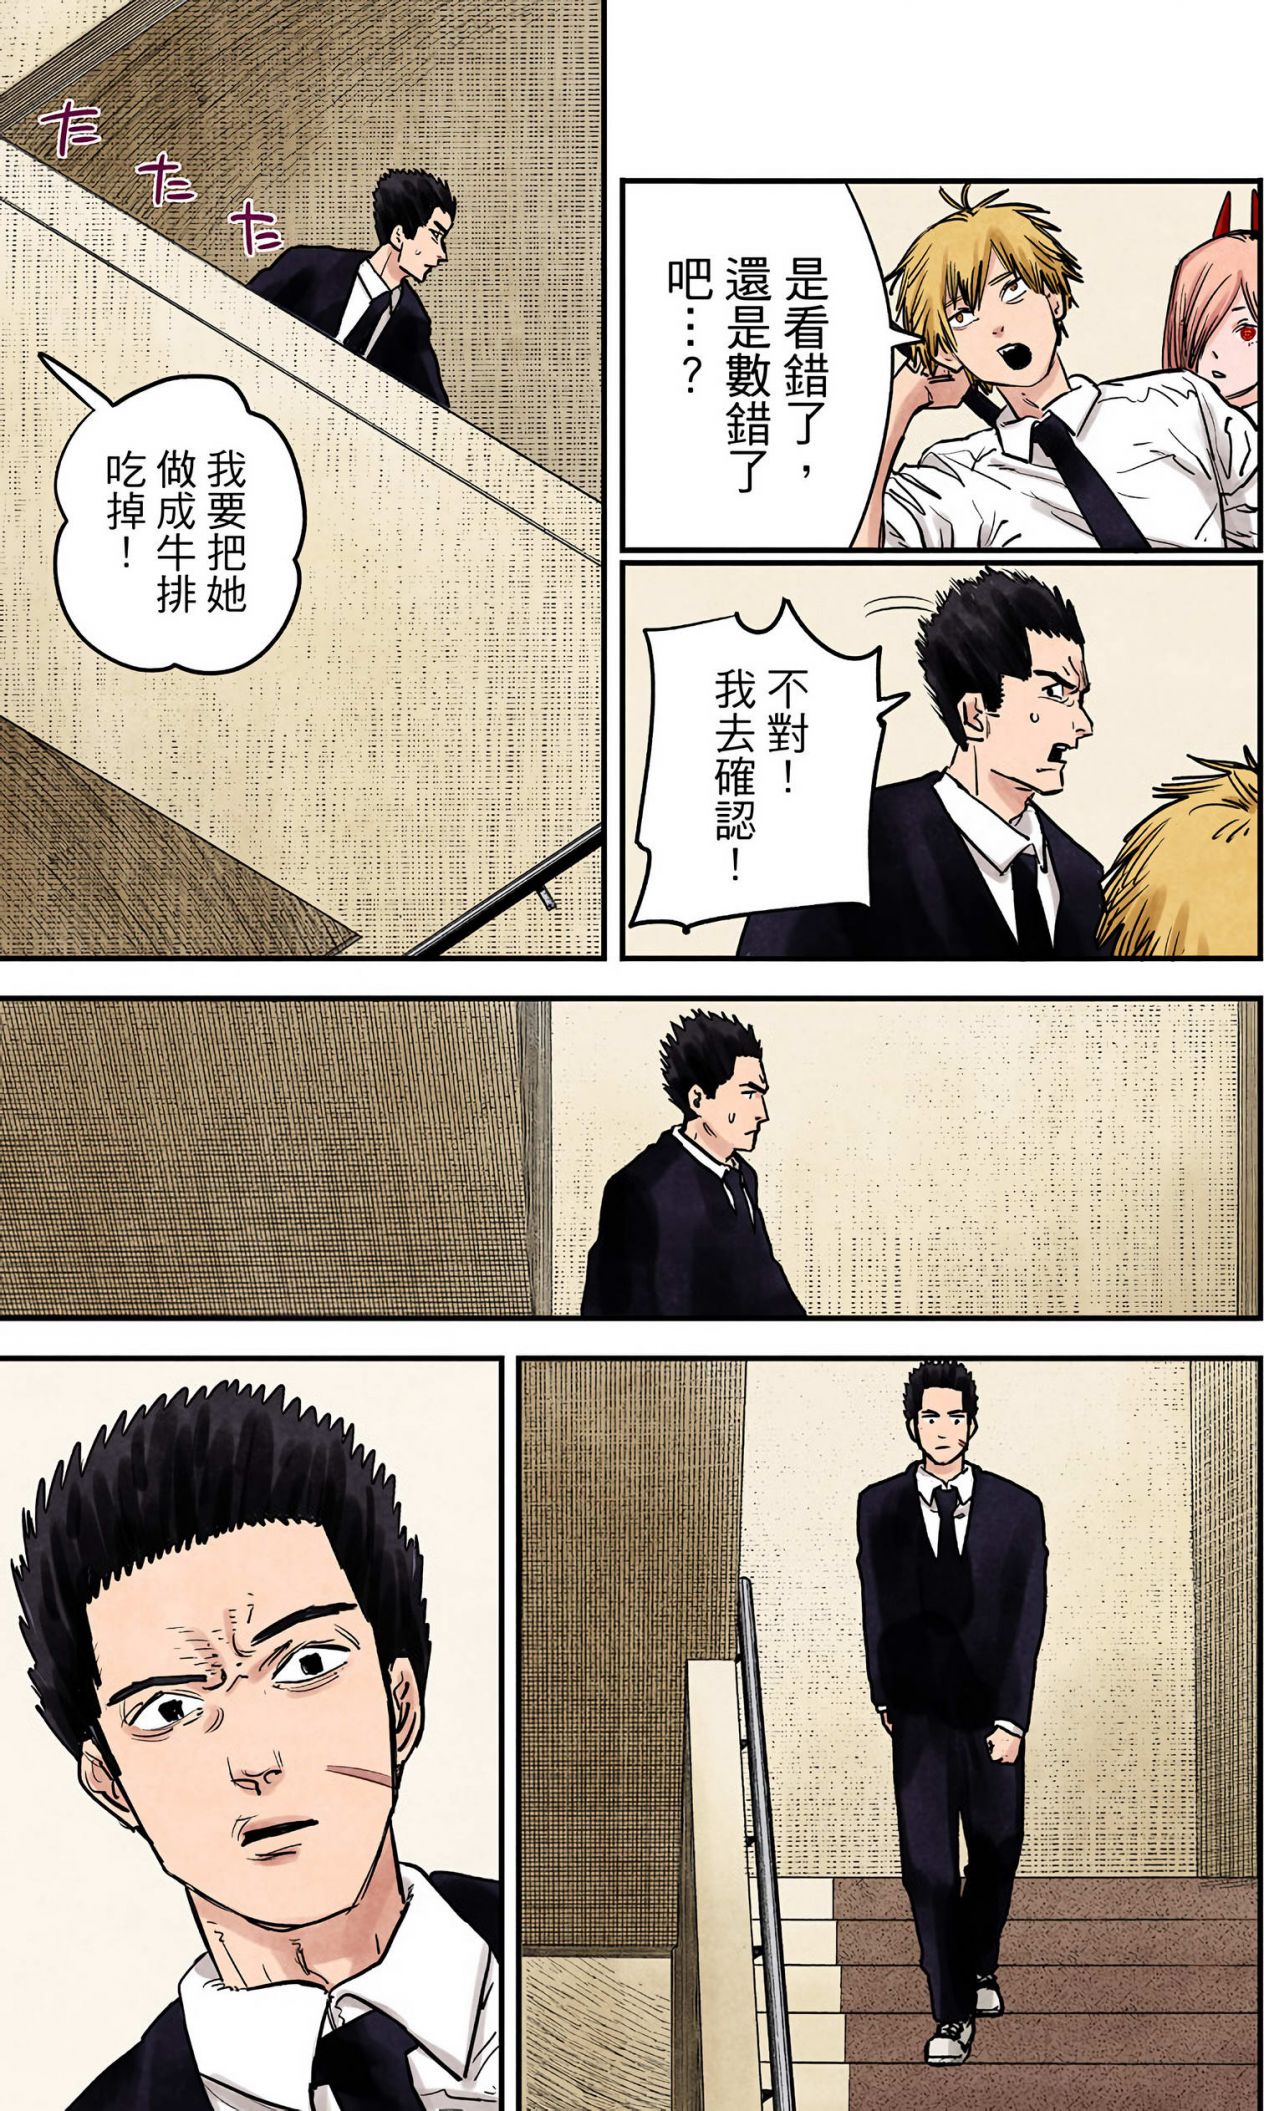 是看錯了，
還是數錯了
吧…？
不對！
我去確認！
た
た
た
我要把她
做成牛排
吃掉！